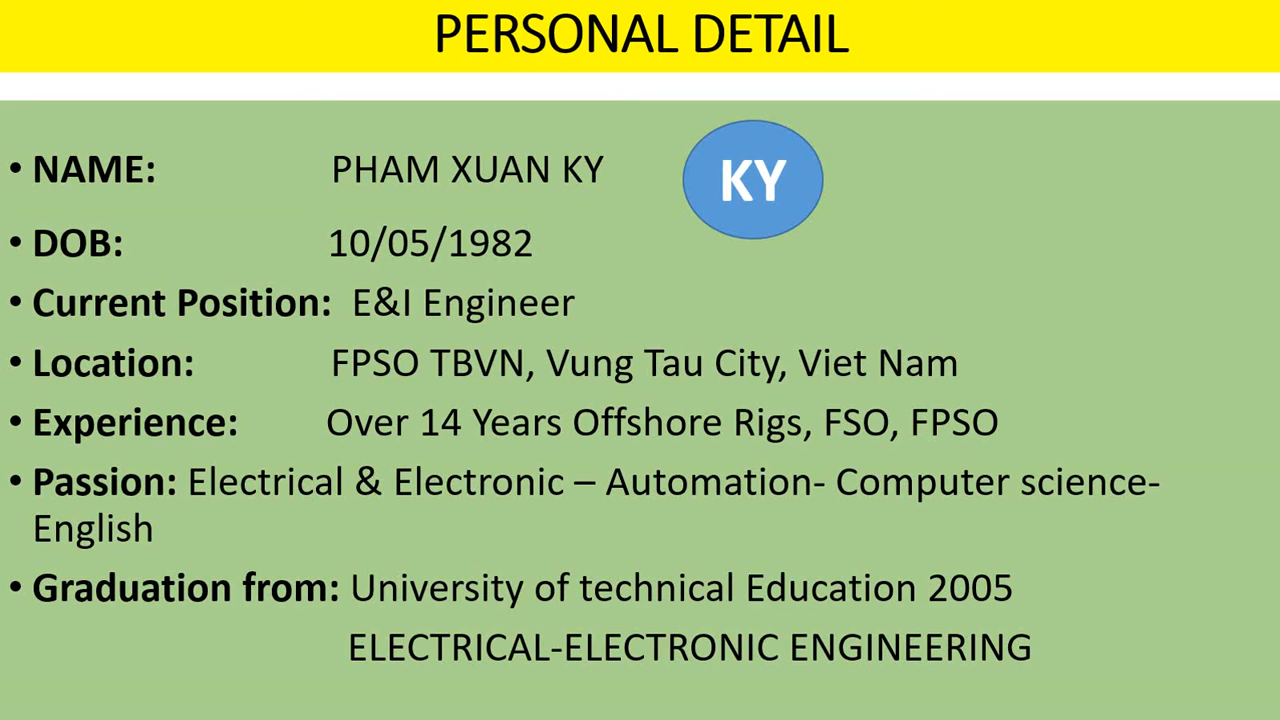 PERSONAL DETAIL
• NAME: PHAM XUAN KY
KY
• DOB: 10/05/1982
• Current Position: E&I Engineer
• Location: FPSO TBVN, Vung Tau City, Viet Nam
• Experience: Over 14 Years Offshore Rigs, FSO, FPSO
• Passion: Electrical & Electronic – Automation- Computer science-
English
• Graduation from: University of technical Education 2005
ELECTRICAL-ELECTRONIC ENGINEERING